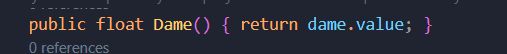 public float Dame() { return dame.value; }
0 references